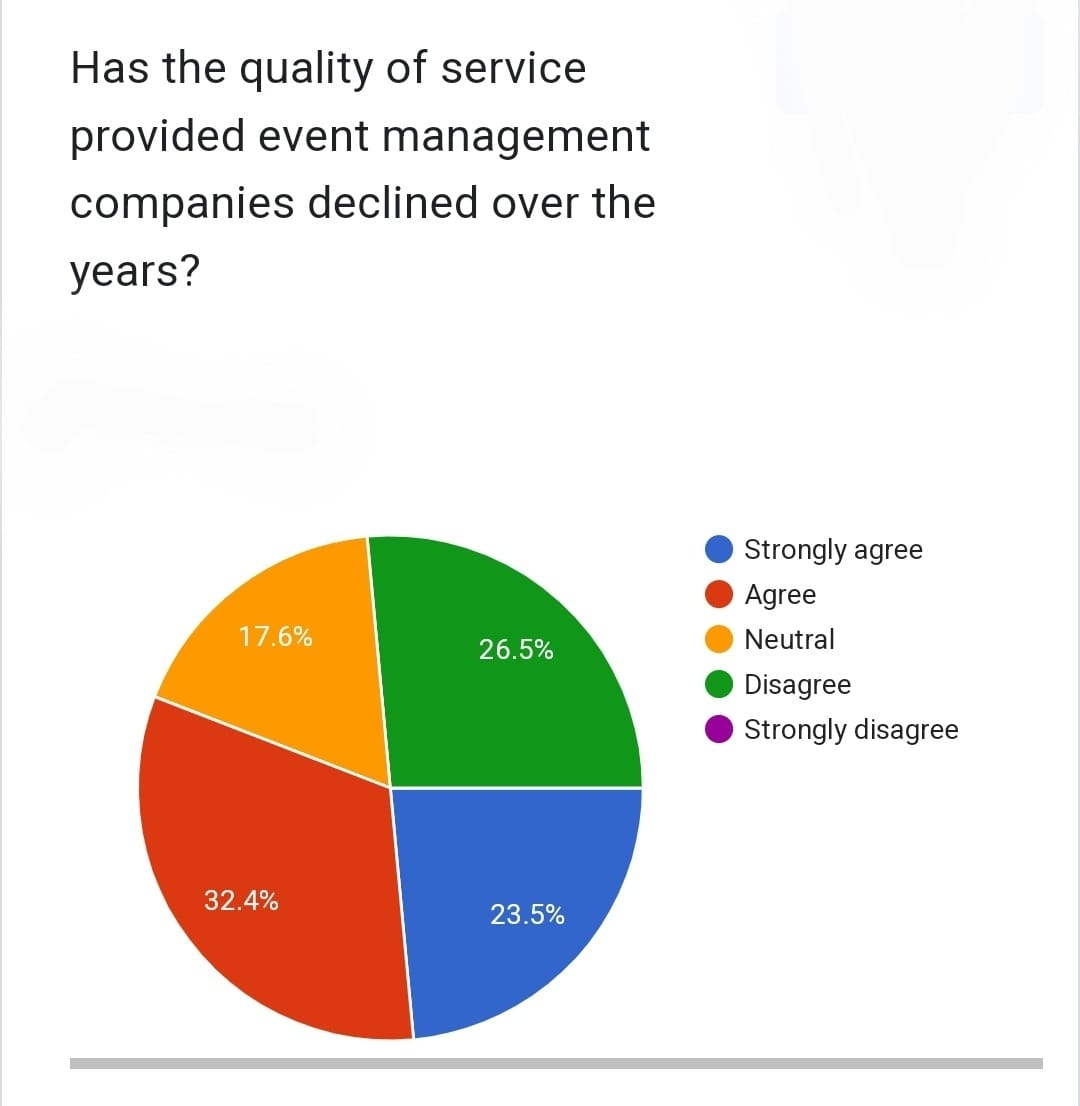 Has the quality of service
provided event management
companies declined over the
years?
17.6%
26.5%
32.4%
23.5%
Strongly agree
Agree
Neutral
Disagree
Strongly disagree